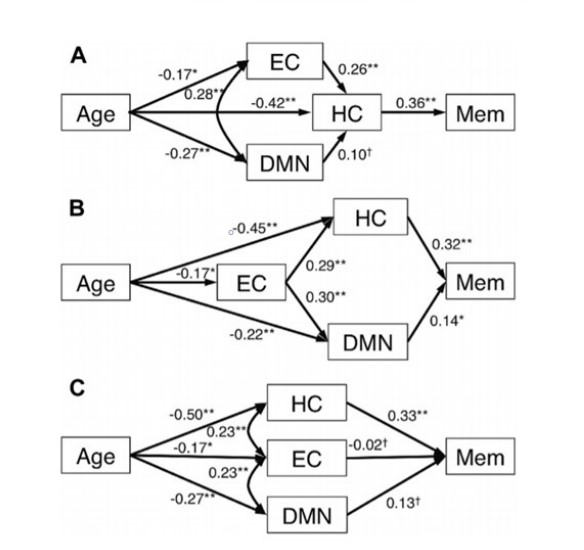 A
EC
-0.17*
0.26**
0.28**
Age
-0.42**
HC
0.36**
Mem
-0.27**
0.10†
DMN
B
HC
-0.45**
0.32**
0.29**
-0.17*
Age
EC
Mem
0.30**
0.14*
-0.22**
DMN
C
HC
-0.50**
0.33**
0.23**
-0.17*
-0.02†
Age
EC
Mem
0.23**
-0.27**
0.13†
DMN